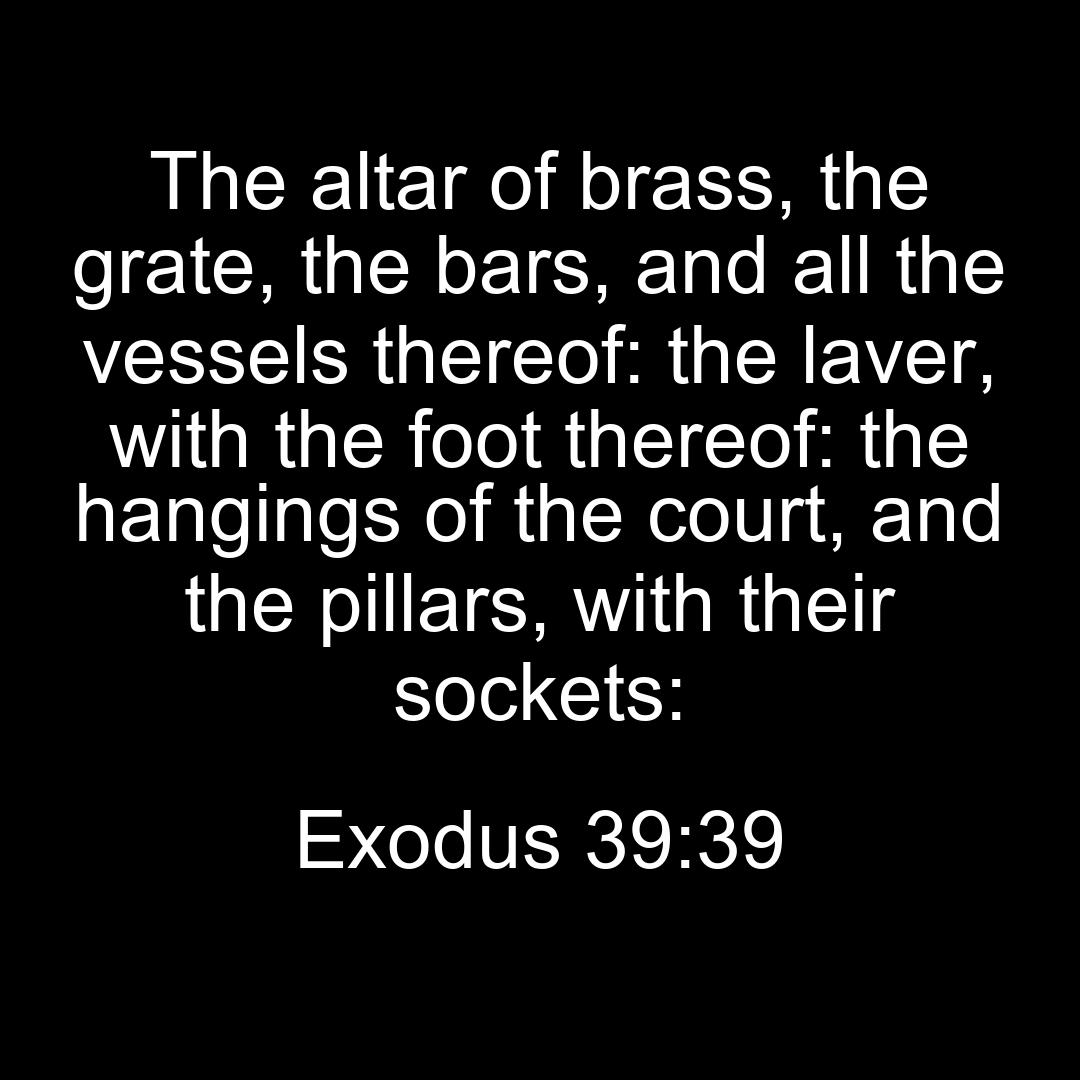 The altar of brass, the
grate, the bars, and all the
vessels thereof: the laver,
with the foot thereof: the
hangings of the court, and
the pillars, with their
sockets:
Exodus 39:39